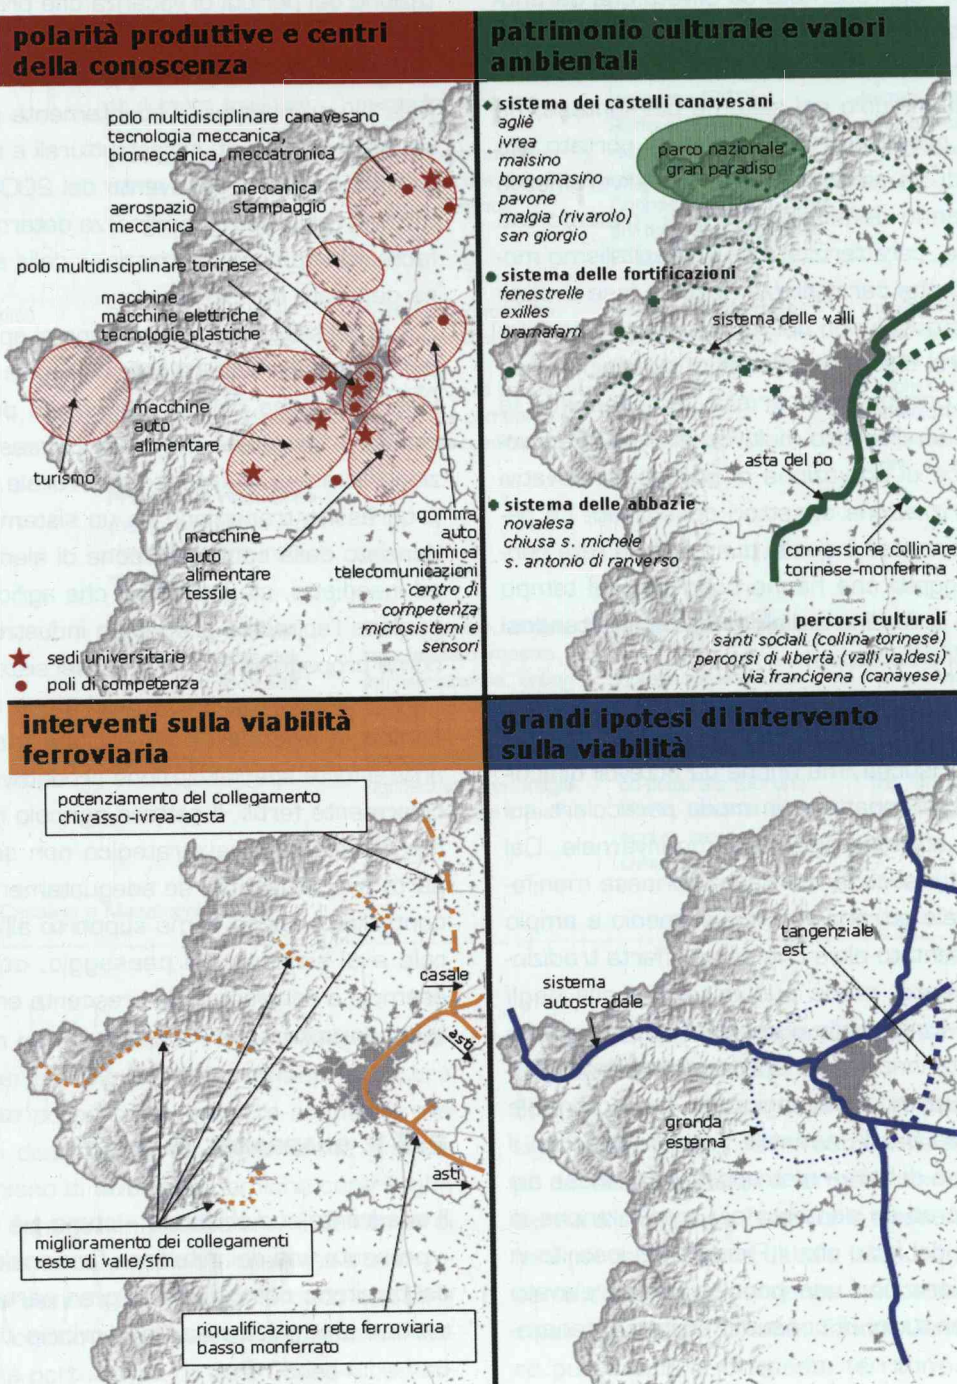 polarità produttive e centri
della conoscenza
polo multidisciplinare canavesano
tecnologia meccanica,
biomeccanica, meccatronica
meccanica
stampaggio
aerospazio
meccanica
polo multidisciplinare torinese
macchine
macchine elettriche
tecnologie plastiche
macchine
auto
alimentare
turismo
macchine
auto
alimentare
tessile
gomma
auto
chimica
telecomunicazioni
centro di
competenza
microsistemi e
sensori
sedi universitarie
poli di competenza
patrimonio culturale e valori
ambientali
sistema dei castelli canavesani
agliè
ivrea
maisino
borgomasino
pavone
malgia (rivarolo)
san giorgio
parco nazionale
gran paradiso
sistema delle fortificazioni
fenestrelle
exilles
bramafam
sistema delle valli
asta del po
sistema delle abbazie
novalesa
chiusa s. michele
s. antonio di ranverso
connessione collinare
torinese-monferrina
percorsi culturali
santi sociali (collina torinese)
percorsi di libertà (valli valdesi)
via francigena (canavese)
interventi sulla viabilità
ferroviaria
potenziamento del collegamento
chivasso-ivrea-aosta
casale
asti
asti
miglioramento dei collegamenti
teste di valle/sfm
riqualificazione rete ferroviaria
basso monferrato
grandi ipotesi di intervento
sulla viabilità
tangenziale
est
sistema
autostradale
gronda
esterna